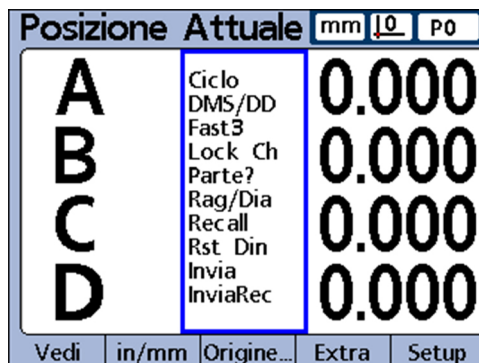 Posizione Attuale mm 0 P0
A 0.000
B 0.000
C 0.000
D 0.000
Ciclo
DMS/DD
Fast3
Lock Ch
Parte?
Rag/Dia
Recall
Rst Din
Invia
InviaRec
Vedi in/mm Origine... Extra Setup